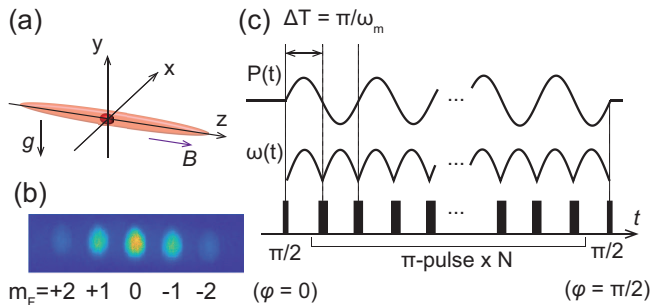 (a)
y
x
z
g
B
(b)
m_F=+2 +1 0 -1 -2
(c)
ΔT = π/ω_m
P(t)
...
ω(t)
...
...
t
π/2
π-pulse x N
π/2
(φ = 0)
(φ = π/2)